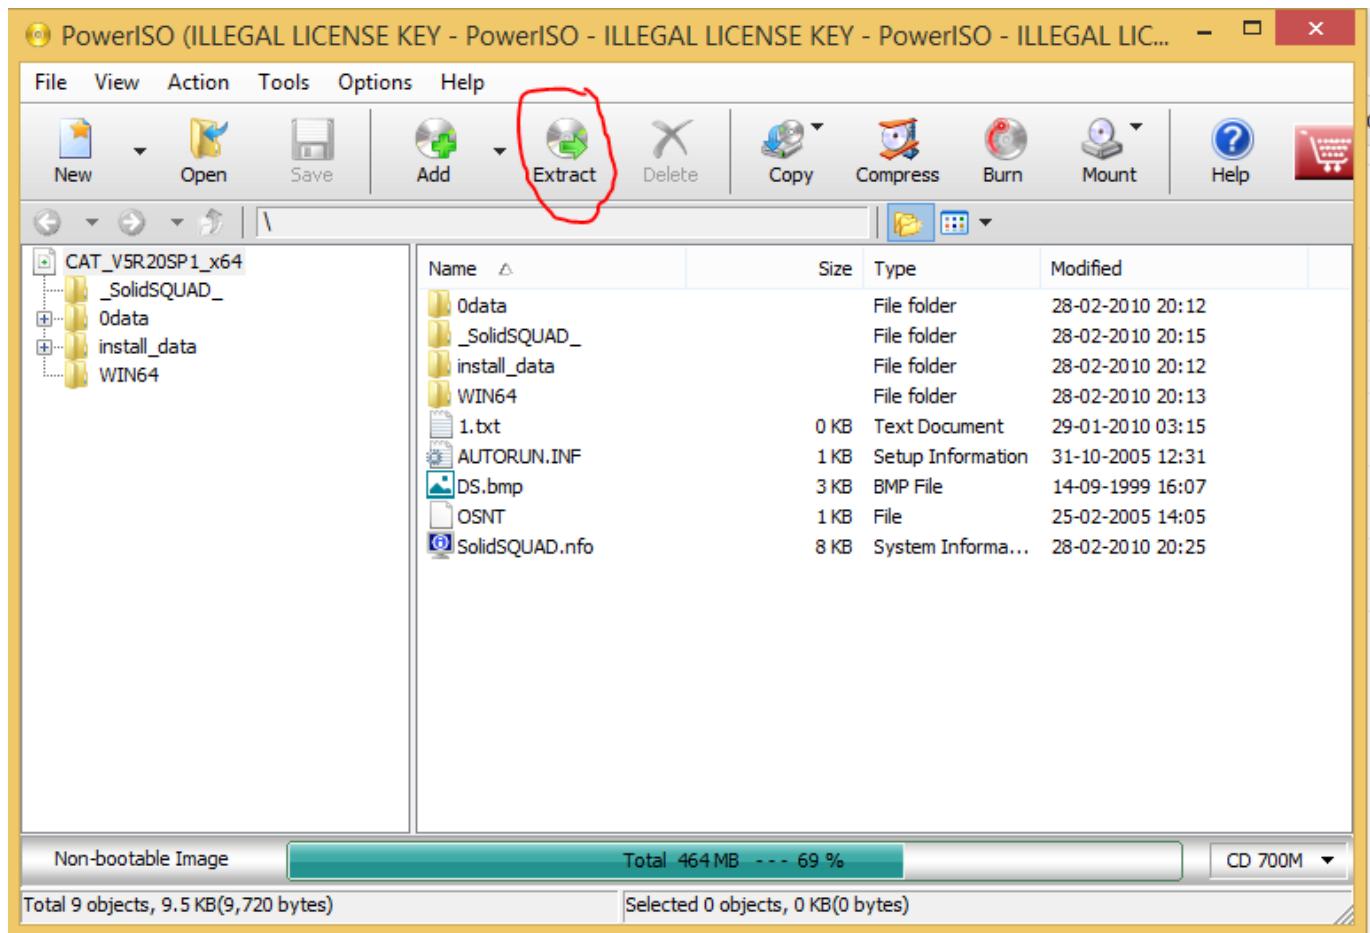 PowerISO (ILLEGAL LICENSE KEY - PowerISO - ILLEGAL LICENSE KEY - PowerISO - ILLEGAL LIC...
File View Action Tools Options Help
New Open Save Add Extract Delete Copy Compress Burn Mount Help
\
CAT_V5R20SP1_x64
_SolidSQUAD_
0data
install_data
WIN64
Name Size Type Modified
0data File folder 28-02-2010 20:12
_SolidSQUAD_ File folder 28-02-2010 20:15
install_data File folder 28-02-2010 20:12
WIN64 File folder 28-02-2010 20:13
1.txt 0 KB Text Document 29-01-2010 03:15
AUTORUN.INF 1 KB Setup Information 31-10-2005 12:31
DS.bmp 3 KB BMP File 14-09-1999 16:07
OSNT 1 KB File 25-02-2005 14:05
SolidSQUAD.nfo 8 KB System Informa... 28-02-2010 20:25
Non-bootable Image Total 464 MB --- 69 % CD 700M
Total 9 objects, 9.5 KB(9,720 bytes) Selected 0 objects, 0 KB(0 bytes)